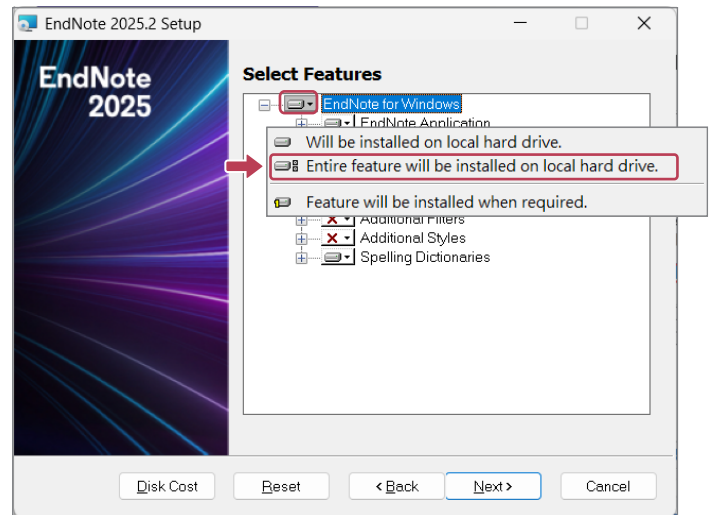 EndNote 2025.2 Setup
EndNote
2025
Select Features
EndNote for Windows
EndNote Application
Will be installed on local hard drive.
Entire feature will be installed on local hard drive.
Feature will be installed when required.
Additional Filters
Additional Styles
Spelling Dictionaries
Disk Cost
Reset
< Back
Next >
Cancel